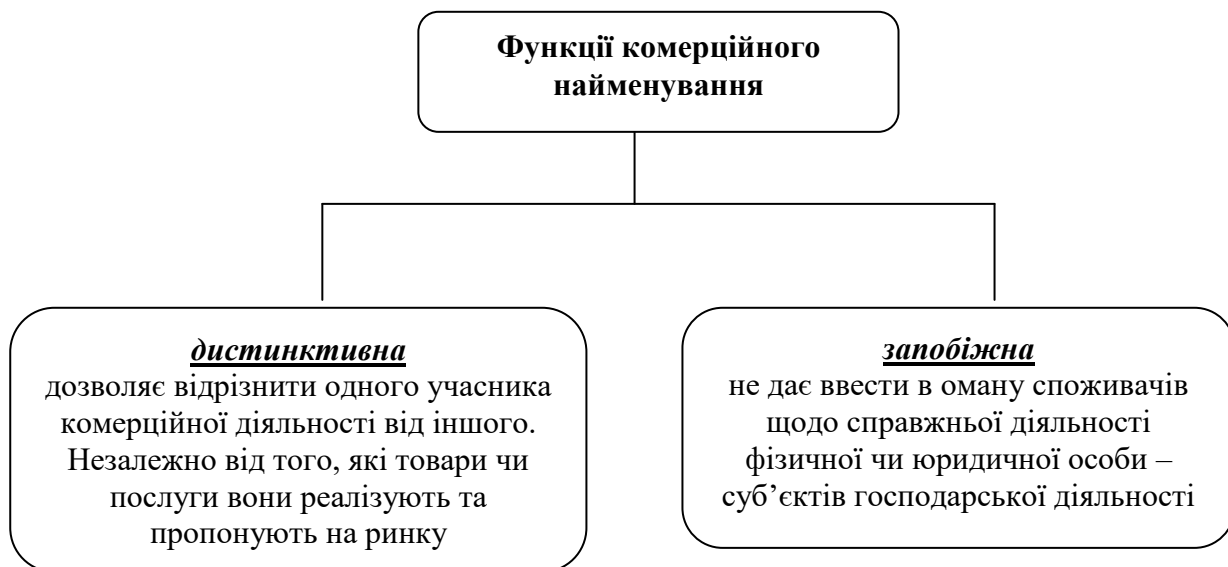 Функції комерційного
найменування
дистинктивна
дозволяє відрізнити одного учасника
комерційної діяльності від іншого.
Незалежно від того, які товари чи
послуги вони реалізують та
пропонують на ринку
запобіжна
не дає ввести в оману споживачів
щодо справжньої діяльності
фізичної чи юридичної особи –
суб’єктів господарської діяльності